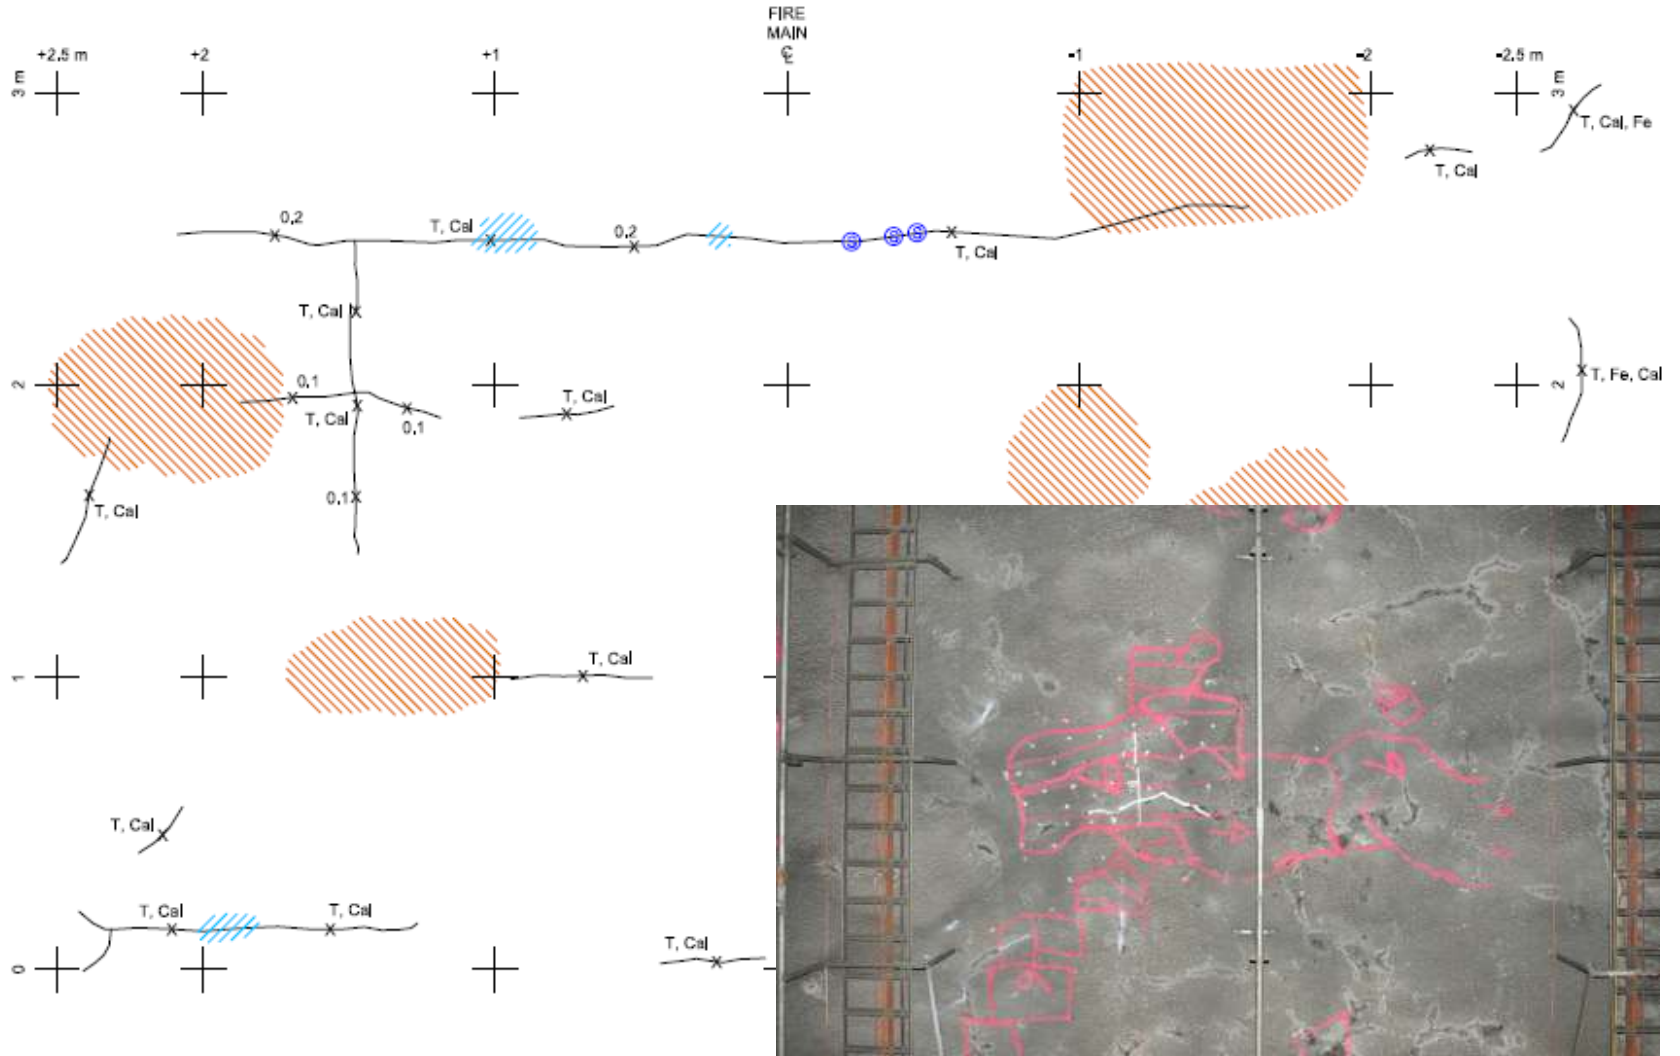 FIRE
MAIN
℄
+2.5 m +2 +1 -1 -2 -2.5 m
3 m 3 m
T, Cal, Fe
T, Cal
0.2 T, Cal 0.2
T, Cal
T, Cal
2 0.1 T, Cal 2 T, Fe, Cal
T, Cal 0.1
T, Cal 0.1
1 T, Cal
T, Cal
T, Cal T, Cal
0 T, Cal